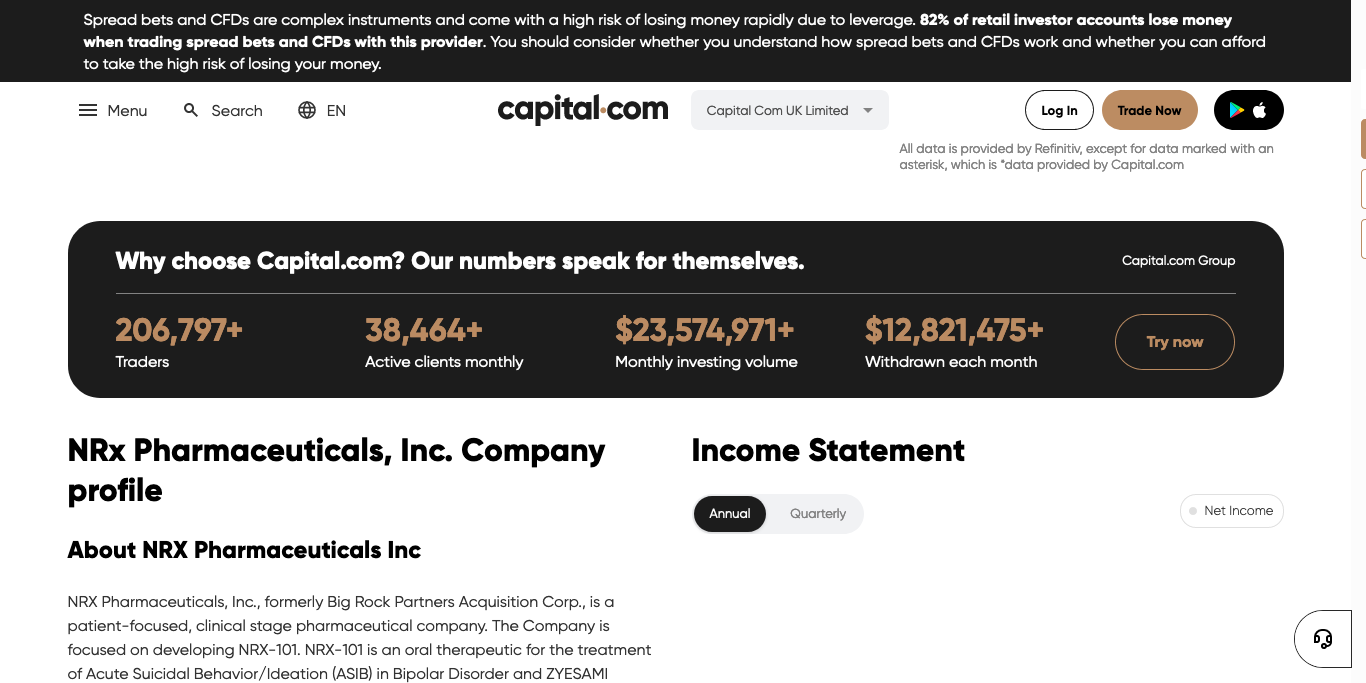 Spread bets and CFDs are complex instruments and come with a high risk of losing money rapidly due to leverage. 82% of retail investor accounts lose money
when trading spread bets and CFDs with this provider. You should consider whether you understand how spread bets and CFDs work and whether you can afford
to take the high risk of losing your money.
Menu Search EN capital.com Capital Com UK Limited Log In Trade Now
All data is provided by Refinitiv, except for data marked with an
asterisk, which is *data provided by Capital.com
Why choose Capital.com? Our numbers speak for themselves. Capital.com Group
206,797+ 38,464+ $23,574,971+ $12,821,475+
Traders Active clients monthly Monthly investing volume Withdrawn each month
Try now
NRx Pharmaceuticals, Inc. Company
profile
About NRX Pharmaceuticals Inc
NRX Pharmaceuticals, Inc., formerly Big Rock Partners Acquisition Corp., is a
patient-focused, clinical stage pharmaceutical company. The Company is
focused on developing NRX-101. NRX-101 is an oral therapeutic for the treatment
of Acute Suicidal Behavior/Ideation (ASIB) in Bipolar Disorder and ZYESAMI
Income Statement
Annual Quarterly Net Income